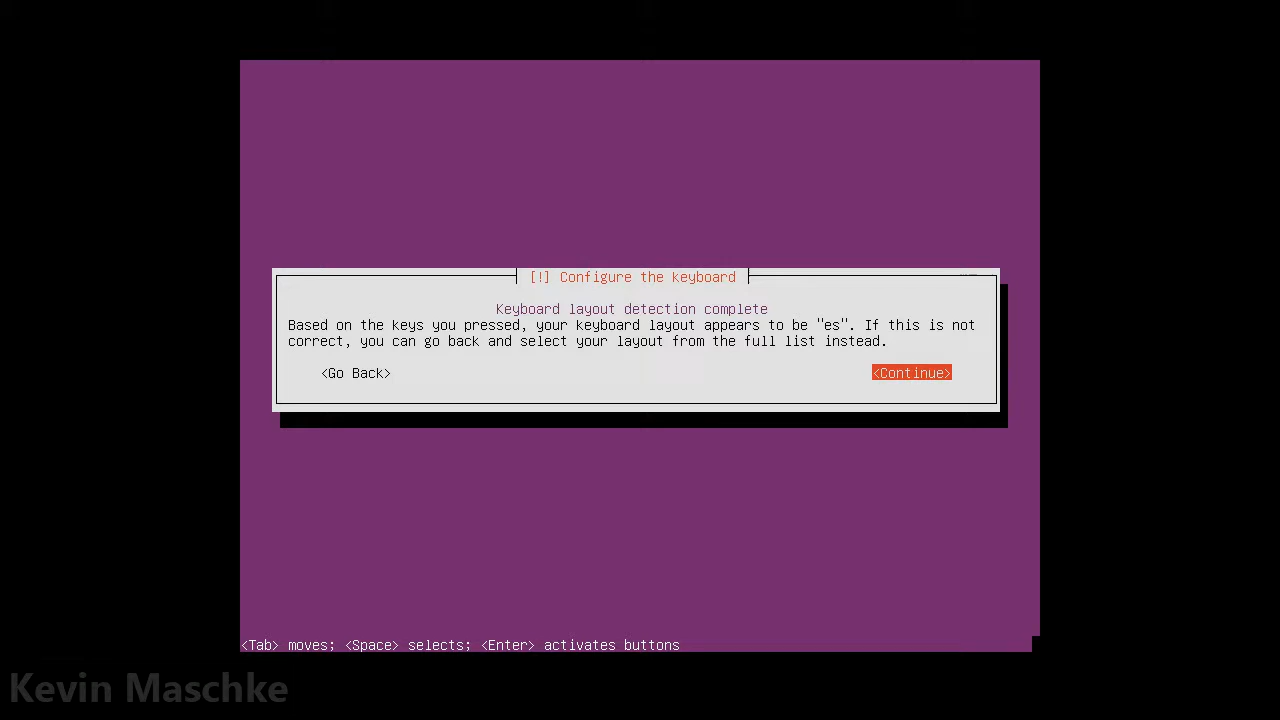 [!] Configure the keyboard
Keyboard layout detection complete
Based on the keys you pressed, your keyboard layout appears to be "es". If this is not
correct, you can go back and select your layout from the full list instead.
<Go Back> <Continue>
<Tab> moves; <Space> selects; <Enter> activates buttons
Kevin Maschke